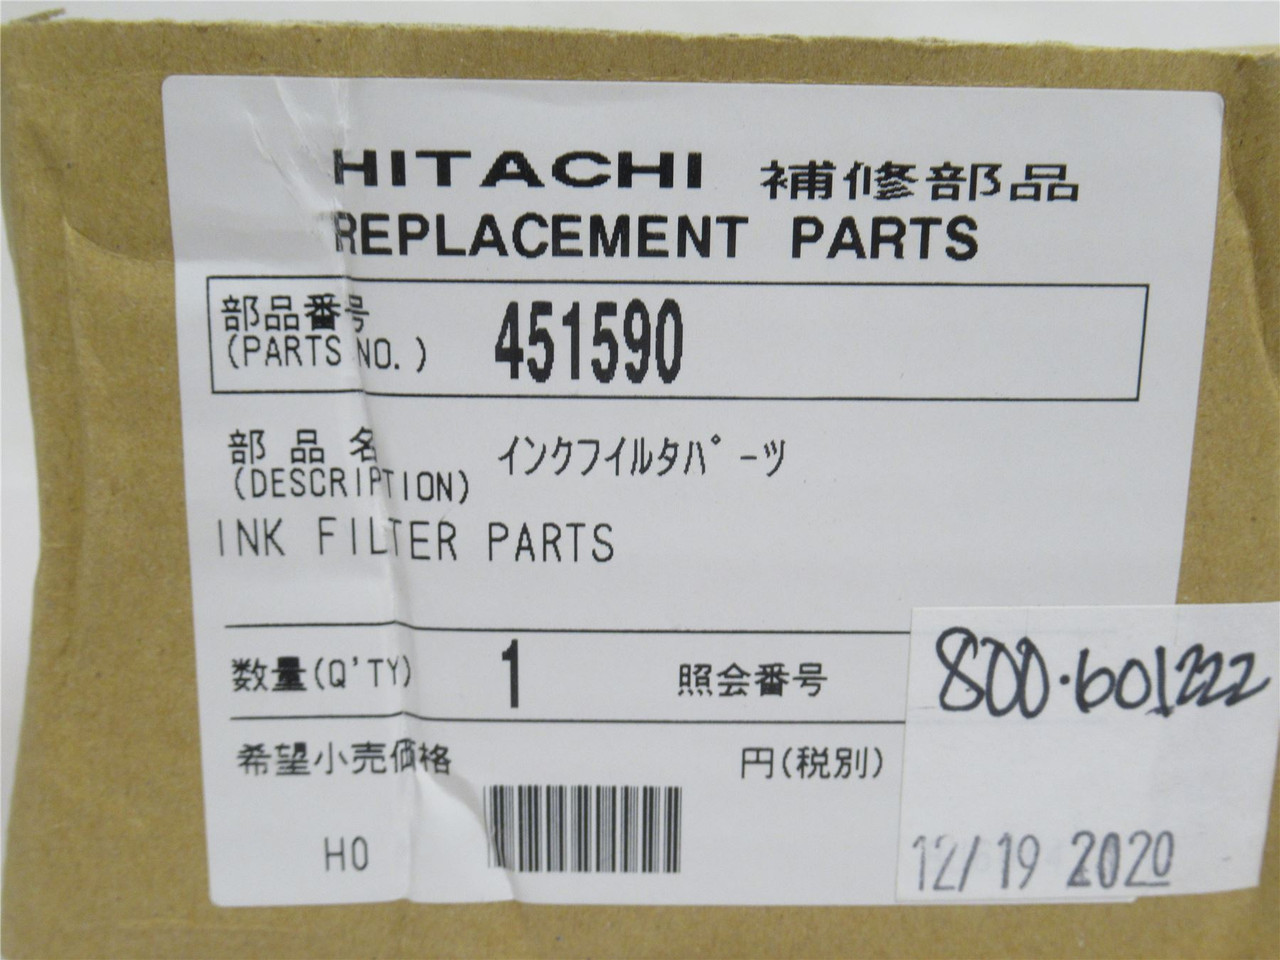 HITACHI 補修部品
REPLACEMENT PARTS
部品番号
(PARTS NO.) 451590
部品名 インクフイルタパーツ
(DESCRIPTION)
INK FILTER PARTS
数量(Q'TY) 1 照会番号
800-601222
希望小売価格 円(税別)
H0
12/19 2020